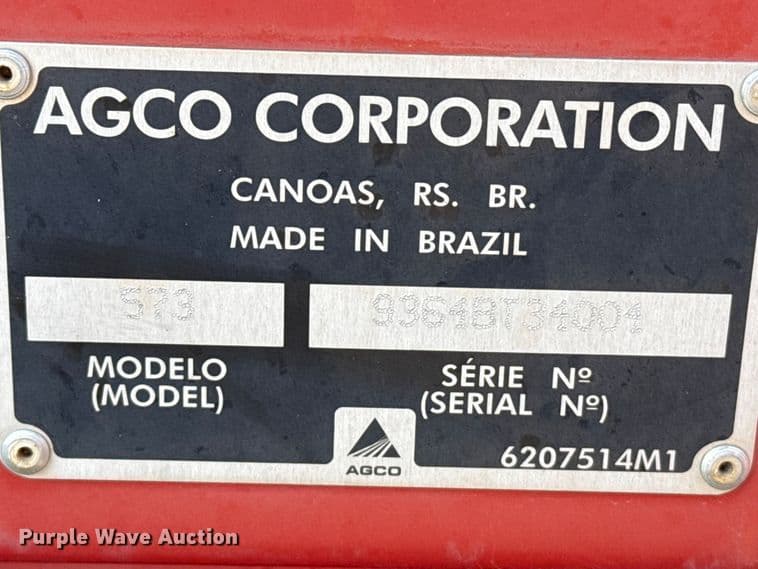 AGCO CORPORATION
CANOAS, RS. BR.
MADE IN BRAZIL
573
MODELO
(MODEL)
SÉRIE Nº
(SERIAL Nº)
AGCO
6207514M1
Purple Wave Auction